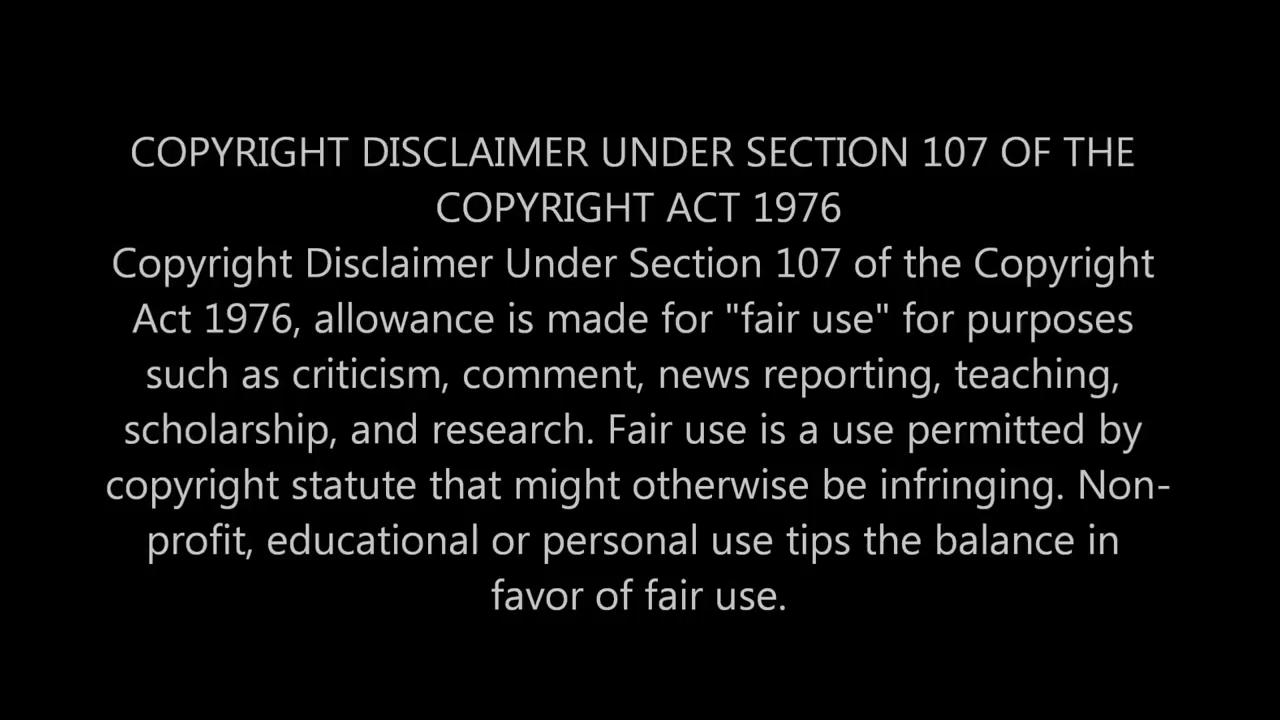 COPYRIGHT DISCLAIMER UNDER SECTION 107 OF THE
COPYRIGHT ACT 1976
Copyright Disclaimer Under Section 107 of the Copyright
Act 1976, allowance is made for "fair use" for purposes
such as criticism, comment, news reporting, teaching,
scholarship, and research. Fair use is a use permitted by
copyright statute that might otherwise be infringing. Non-
profit, educational or personal use tips the balance in
favor of fair use.